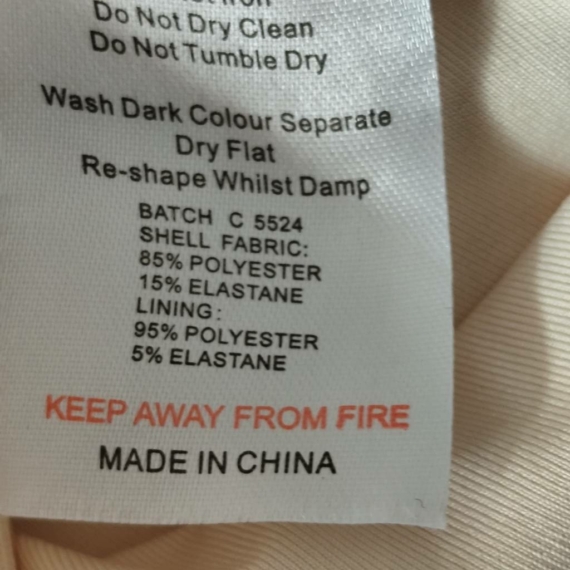 Do Not Dry Clean
Do Not Tumble Dry
Wash Dark Colour Separate
Dry Flat
Re-shape Whilst Damp
BATCH C 5524
SHELL FABRIC:
85% POLYESTER
15% ELASTANE
LINING:
95% POLYESTER
5% ELASTANE
KEEP AWAY FROM FIRE
MADE IN CHINA